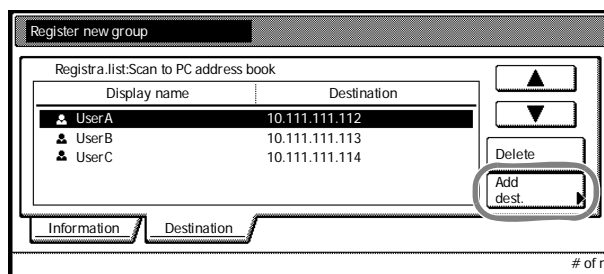 Register new group
Registra.list:Scan to PC address book
Display name Destination
UserA 10.111.111.112
UserB 10.111.111.113
UserC 10.111.111.114
Delete
Add
dest.
Information Destination
# of r